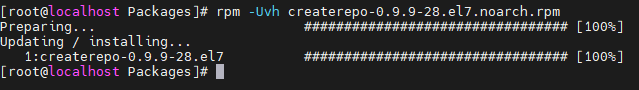 [root@localhost Packages]# rpm -Uvh createrepo-0.9.9-28.el7.noarch.rpm
Preparing...                          ################################# [100%]
Updating / installing...
   1:createrepo-0.9.9-28.el7          ################################# [100%]
[root@localhost Packages]#